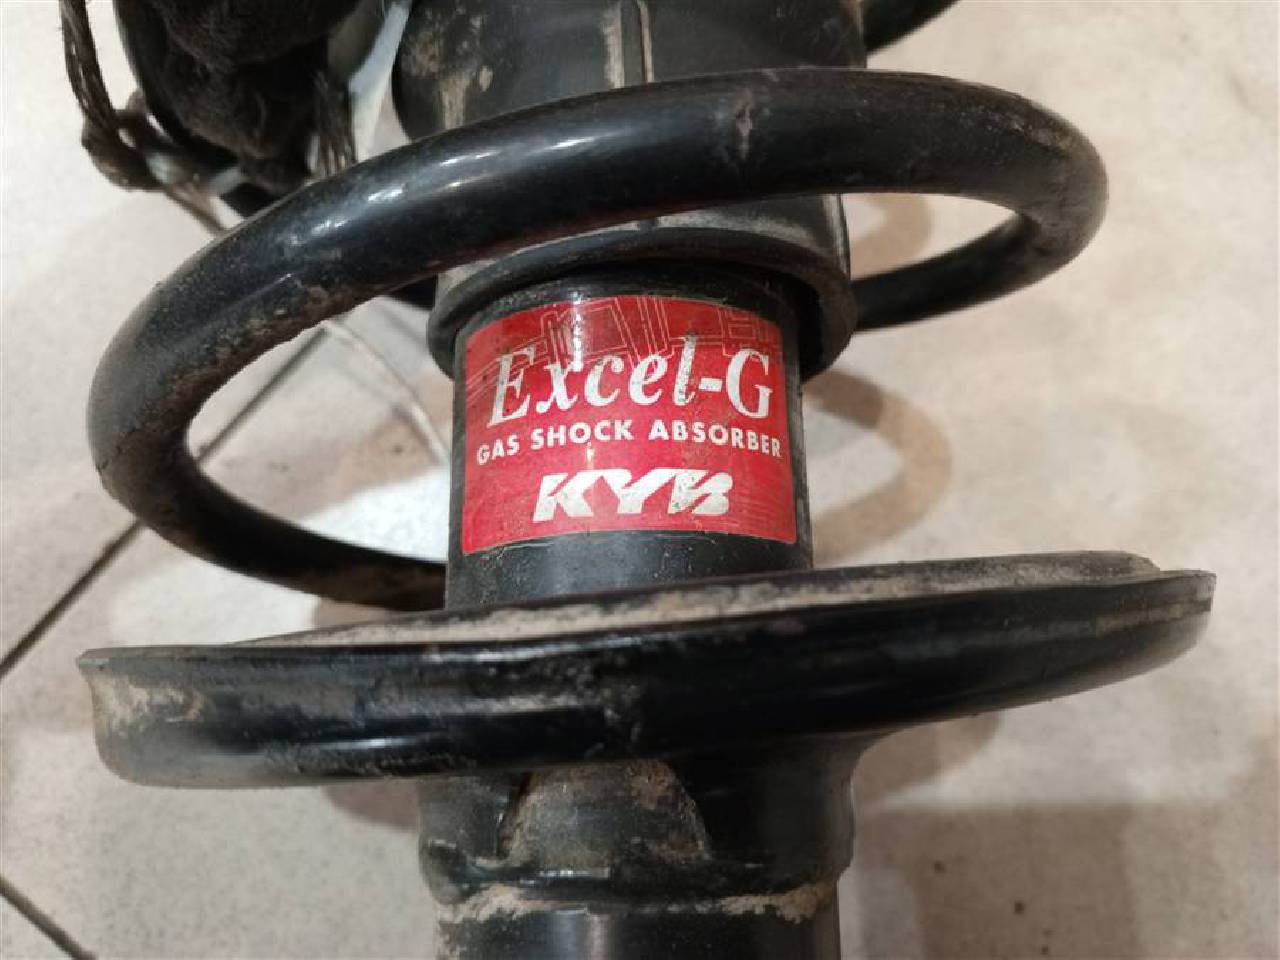 Excel-G
GAS SHOCK ABSORBER
KYB